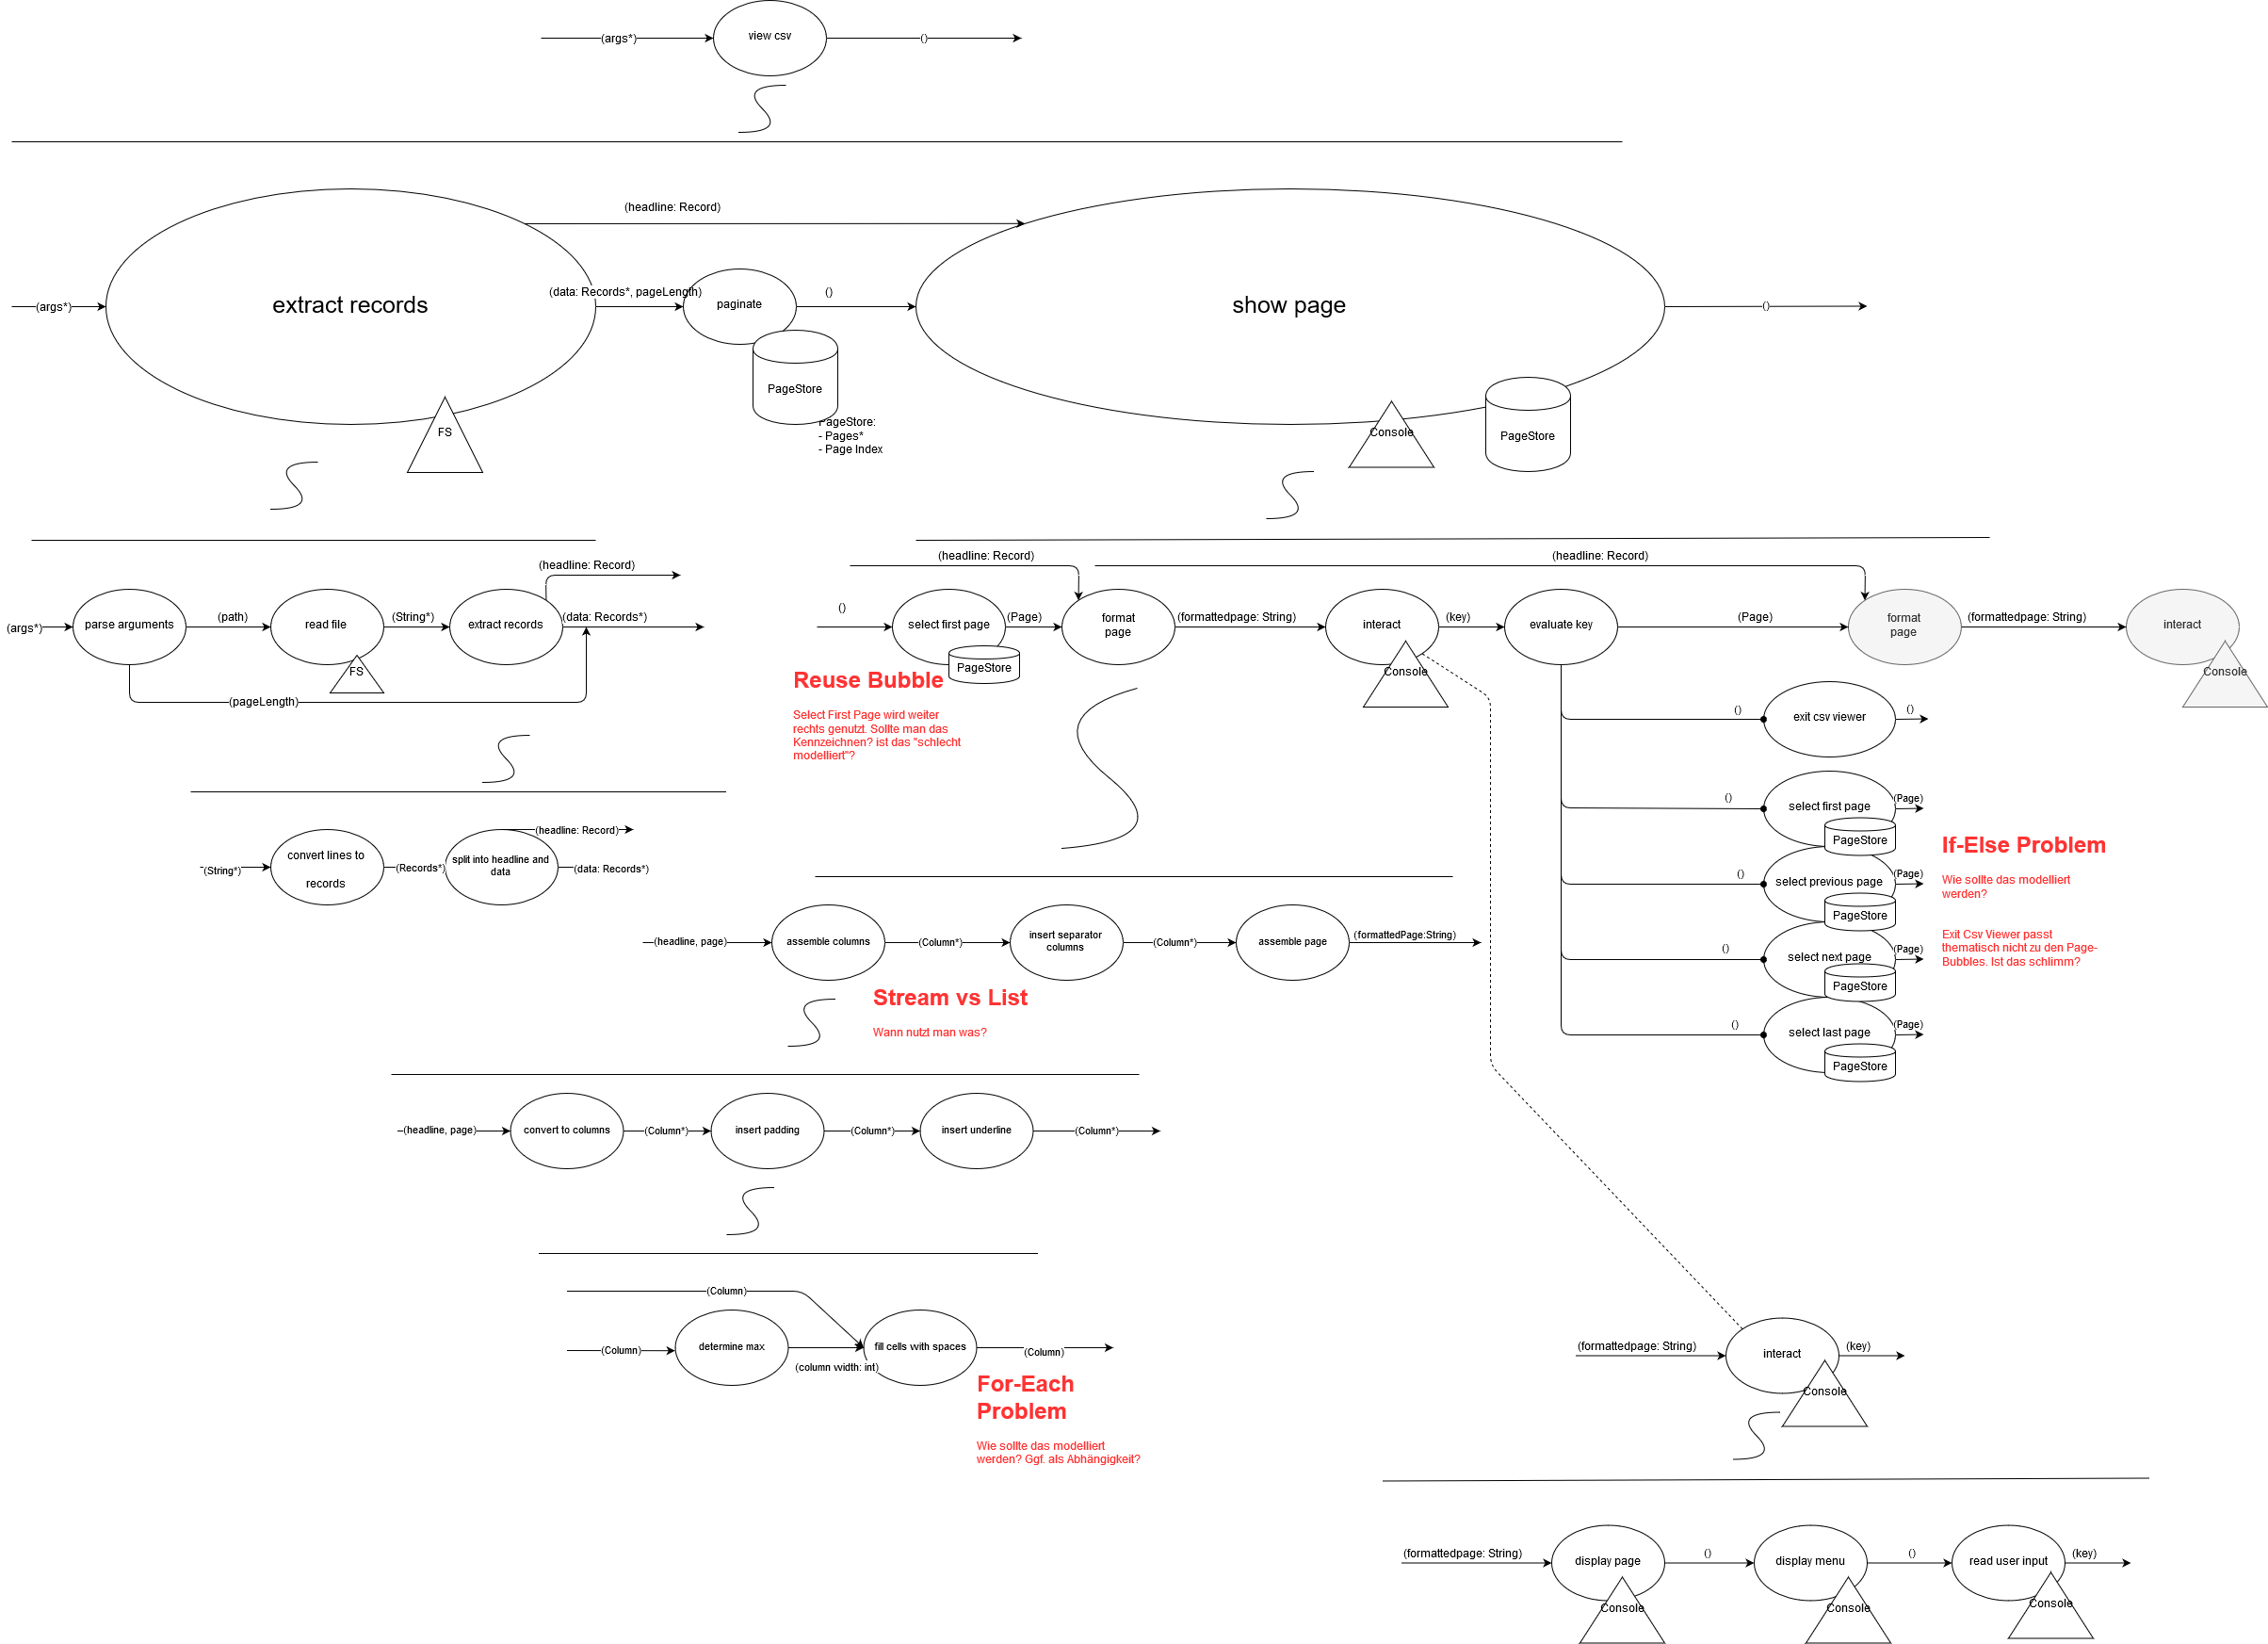 (args*)
view csv
()
(headline: Record)
(args*)
extract records
(data: Records*, pageLength)
paginate
()
show page
()
PageStore
FS
PageStore:
- Pages*
- Page Index
Console
PageStore
(headline: Record)
(args*)
parse arguments
(path)
read file
(String*)
extract records
(data: Records*)
FS
(pageLength)
(headline: Record)
(headline: Record)
()
select first page
(Page)
format
page
(formattedpage: String)
interact
(key)
evaluate key
(Page)
format
page
(formattedpage: String)
interact
PageStore
Console
Console
Reuse Bubble
Select First Page wird weiter
rechts genutzt. Sollte man das
Kennzeichnen? ist das "schlecht
modelliert"?
()
exit csv viewer
()
()
select first page
(Page)
PageStore
()
select previous page
(Page)
PageStore
()
select next page
(Page)
PageStore
()
select last page
(Page)
PageStore
If-Else Problem
Wie sollte das modelliert
werden?
Exit Csv Viewer passt
thematisch nicht zu den Page-
Bubbles. Ist das schlimm?
(String*)
convert lines to
records
(Records*)
split into headline and
data
(headline: Record)
(data: Records*)
(headline, page)
assemble columns
(Column*)
insert separator
columns
(Column*)
assemble page
(formattedPage:String)
Stream vs List
Wann nutzt man was?
(headline, page)
convert to columns
(Column*)
insert padding
(Column*)
insert underline
(Column*)
(Column)
(Column)
determine max
(column width: int)
fill cells with spaces
(Column)
For-Each
Problem
Wie sollte das modelliert
werden? Ggf. als Abhängigkeit?
(formattedpage: String)
interact
(key)
Console
(formattedpage: String)
display page
()
display menu
()
read user input
(key)
Console
Console
Console